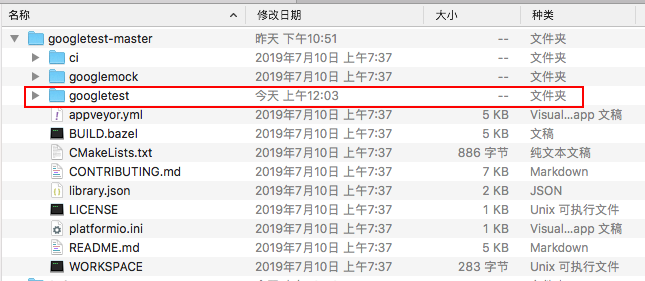 名称 修改日期 大小 种类
googletest-master 昨天 下午10:51 -- 文件夹
ci 2019年7月10日 上午7:37 -- 文件夹
googlemock 2019年7月10日 上午7:37 -- 文件夹
googletest 今天 上午12:03 -- 文件夹
appveyor.yml 2019年7月10日 上午7:37 5 KB Visual...app 文稿
BUILD.bazel 2019年7月10日 上午7:37 5 KB 文稿
CMakeLists.txt 2019年7月10日 上午7:37 886 字节 纯文本文稿
CONTRIBUTING.md 2019年7月10日 上午7:37 7 KB Markdown
library.json 2019年7月10日 上午7:37 2 KB JSON
LICENSE 2019年7月10日 上午7:37 1 KB Unix 可执行文件
platformio.ini 2019年7月10日 上午7:37 1 KB Visual...app 文稿
README.md 2019年7月10日 上午7:37 5 KB Markdown
WORKSPACE 2019年7月10日 上午7:37 283 字节 Unix 可执行文件